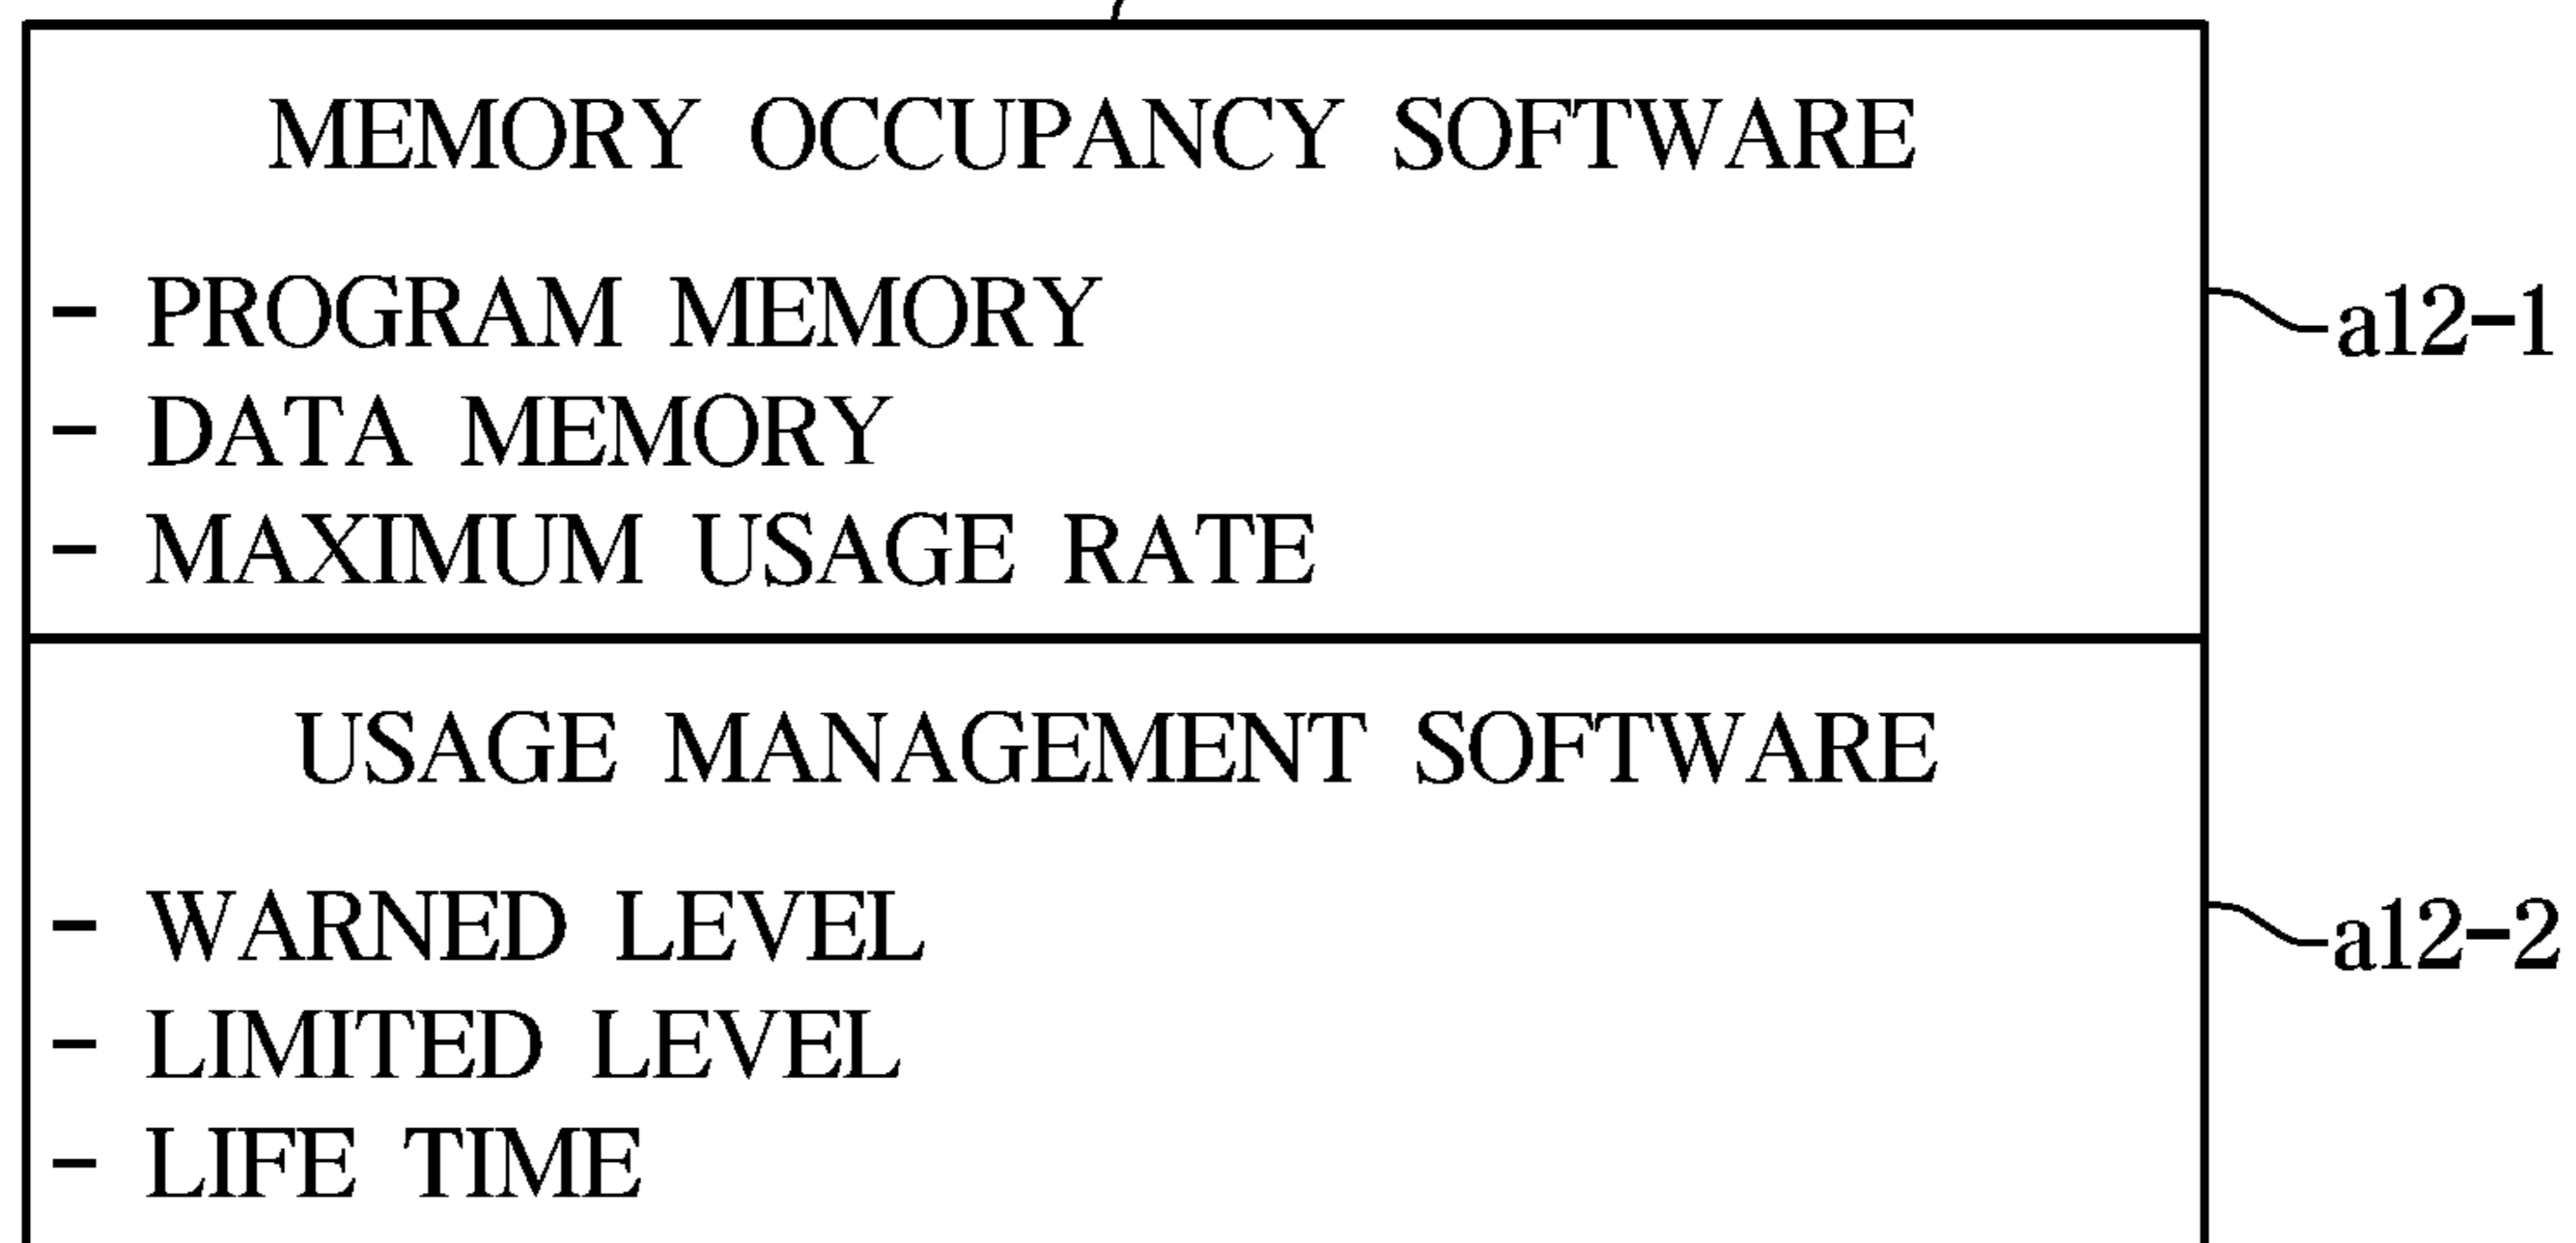 MEMORY OCCUPANCY SOFTWARE
- PROGRAM MEMORY
a12-1
- DATA MEMORY
- MAXIMUM USAGE RATE
USAGE MANAGEMENT SOFTWARE
- WARNED LEVEL
a12-2
- LIMITED LEVEL
- LIFE TIME